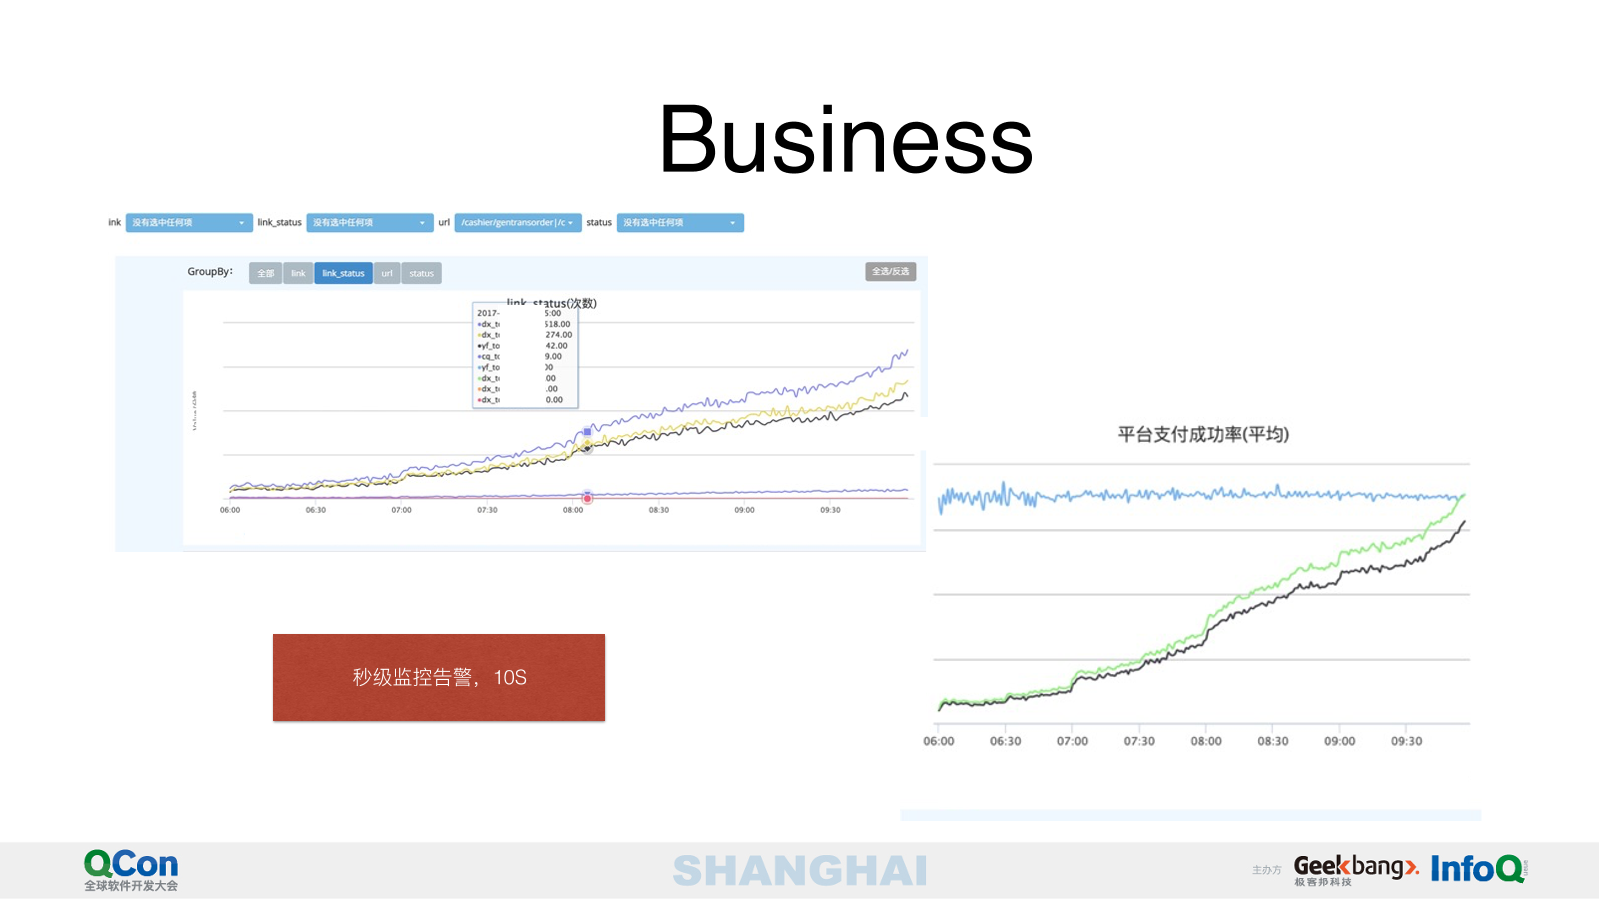 Business
ink 没有选中任何项 link_status 没有选中任何项 url /cashier/gentransorder|/c status 没有选中任何项
GroupBy： 全部 link link_status url status 全选/反选
link_status(次数)
2017- 5:00
dx_t 518.00
dx_t 274.00
yf_to 42.00
cq_tc 9.00
yf_to 00
dx_t .00
dx_t .00
dx_t 0.00
06:00 06:30 07:00 07:30 08:00 08:30 09:00 09:30
平台支付成功率(平均)
06:00 06:30 07:00 07:30 08:00 08:30 09:00 09:30
秒级监控告警，10S
QCon
全球软件开发大会
SHANGHAI
主办方
Geekbang>.
极客邦科技
InfoQ